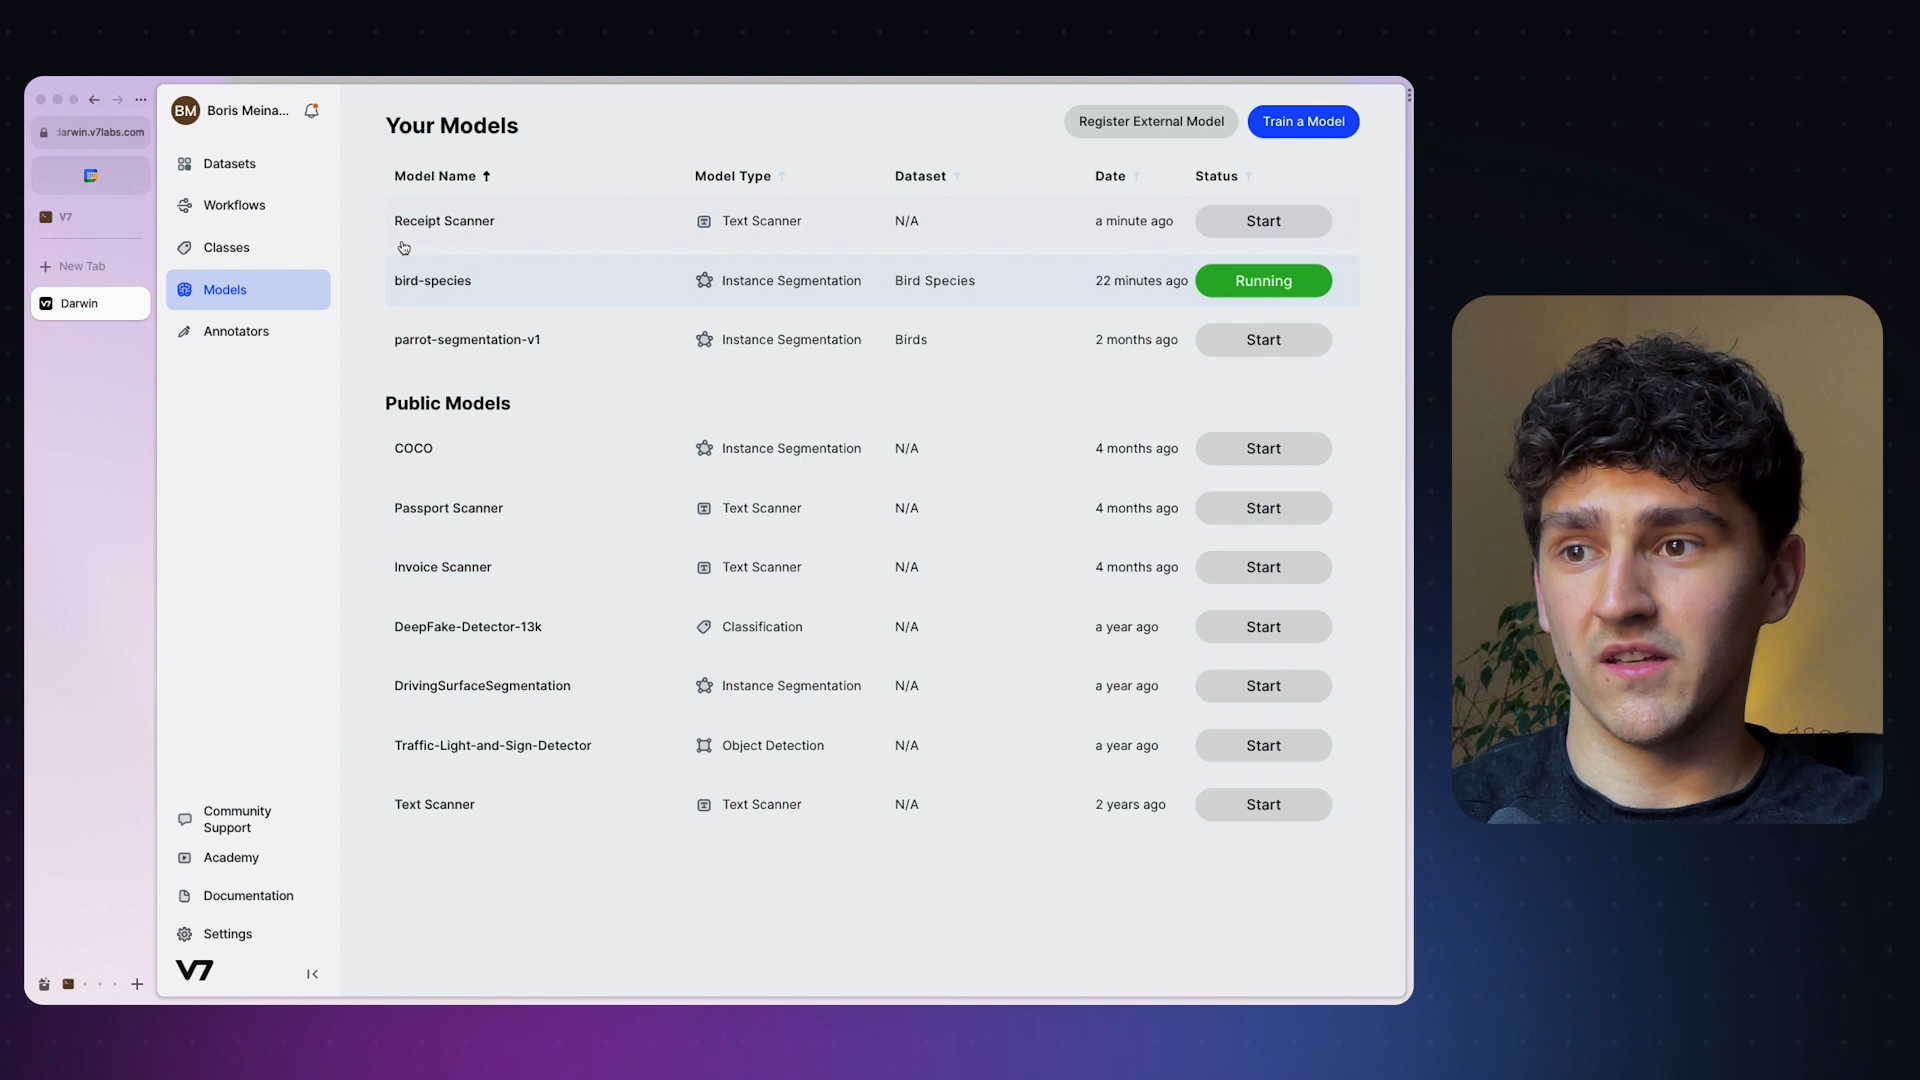 BM Boris Meina...
darwin.v7labs.com
V7
New Tab
Darwin
Datasets
Workflows
Classes
Models
Annotators
Community
Support
Academy
Documentation
Settings
V7
Your Models
Register External Model
Train a Model
Model Name Model Type Dataset Date Status
Receipt Scanner Text Scanner N/A a minute ago Start
bird-species Instance Segmentation Bird Species 22 minutes ago Running
parrot-segmentation-v1 Instance Segmentation Birds 2 months ago Start
Public Models
COCO Instance Segmentation N/A 4 months ago Start
Passport Scanner Text Scanner N/A 4 months ago Start
Invoice Scanner Text Scanner N/A 4 months ago Start
DeepFake-Detector-13k Classification N/A a year ago Start
DrivingSurfaceSegmentation Instance Segmentation N/A a year ago Start
Traffic-Light-and-Sign-Detector Object Detection N/A a year ago Start
Text Scanner Text Scanner N/A 2 years ago Start